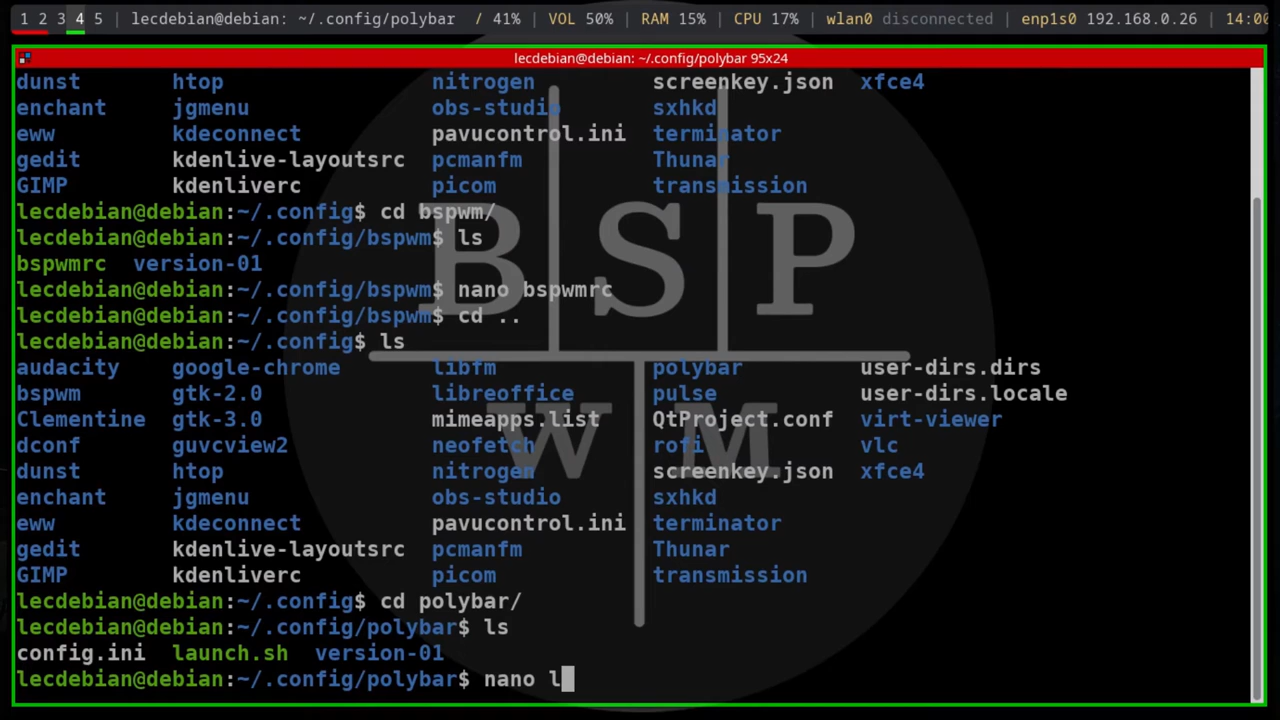 1 2 3 4 5 | lecdebian@debian: ~/.config/polybar / 41% | VOL 50% | RAM 15% | CPU 17% | wlan0 disconnected | enp1s0 192.168.0.26 | 14:00
lecdebian@debian: ~/.config/polybar 95x24
dunst htop nitrogen screenkey.json xfce4
enchant jgmenu obs-studio sxhkd
eww kdeconnect pavucontrol.ini terminator
gedit kdenlive-layoutsrc pcmanfm Thunar
GIMP kdenliverc picom transmission
lecdebian@debian:~/.config$ cd bspwm/
lecdebian@debian:~/.config/bspwm$ ls
bspwmrc version-01
lecdebian@debian:~/.config/bspwm$ nano bspwmrc
lecdebian@debian:~/.config/bspwm$ cd ..
lecdebian@debian:~/.config$ ls
audacity google-chrome libfm polybar user-dirs.dirs
bspwm gtk-2.0 libreoffice pulse user-dirs.locale
Clementine gtk-3.0 mimeapps.list QtProject.conf virt-viewer
dconf guvcview2 neofetch rofi vlc
dunst htop nitrogen screenkey.json xfce4
enchant jgmenu obs-studio sxhkd
eww kdeconnect pavucontrol.ini terminator
gedit kdenlive-layoutsrc pcmanfm Thunar
GIMP kdenliverc picom transmission
lecdebian@debian:~/.config$ cd polybar/
lecdebian@debian:~/.config/polybar$ ls
config.ini launch.sh version-01
lecdebian@debian:~/.config/polybar$ nano l
B S P
W M